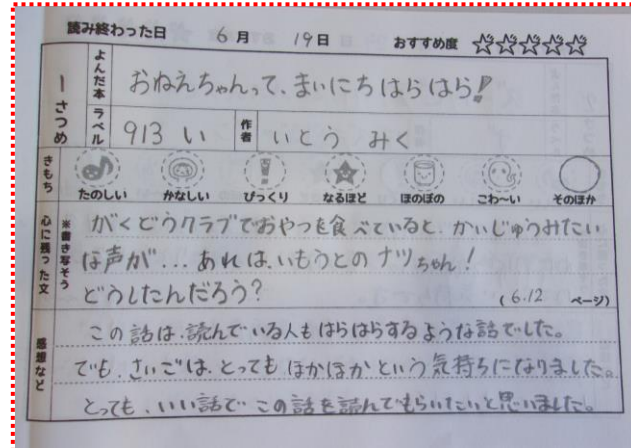 読み終わった日 6月 19日 おすすめ度
1さつめ
よんだ本 おねえちゃんって、まいにちはらはら!
ラベル 913 い 作者 いとう みく
きもち たのしい かなしい びっくり なるほど ほのぼの こわ~い そのほか
心に残った文 ※書き写そう
がくどうクラブでおやつを食べていると、かいじゅうみたい
な声が...あれは、いもうとのナツちゃん!
どうしたんだろう?
(6.12 ページ)
感想など
この話は、読んでいる人もはらはらするような話でした。
でも、さいごは、とってもほかほかという気持ちになりました。
とっても、いい話で この話を読んでもらいたいと思いました。